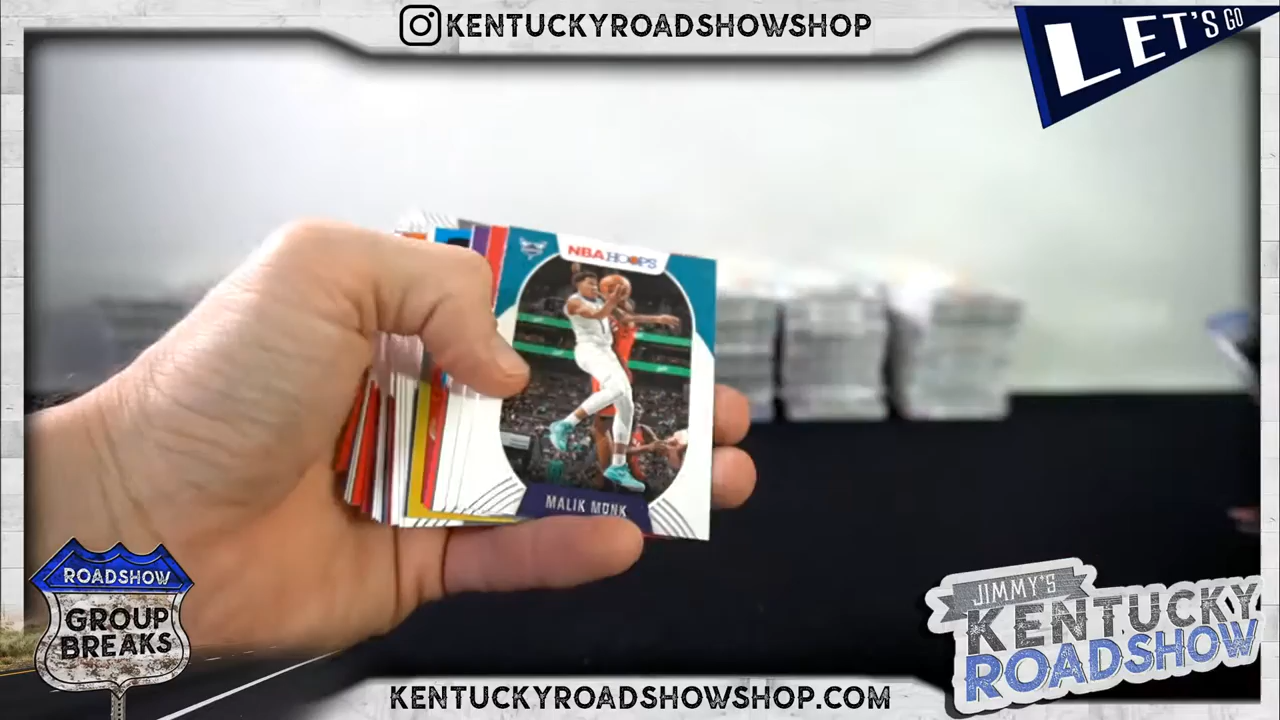 KENTUCKYROADSHOWSHOP
LET'S GO
NBA HOOPS
MALIK MONK
ROADSHOW
GROUP
BREAKS
JIMMY'S
KENTUCKY
ROADSHOW
KENTUCKYROADSHOWSHOP.COM